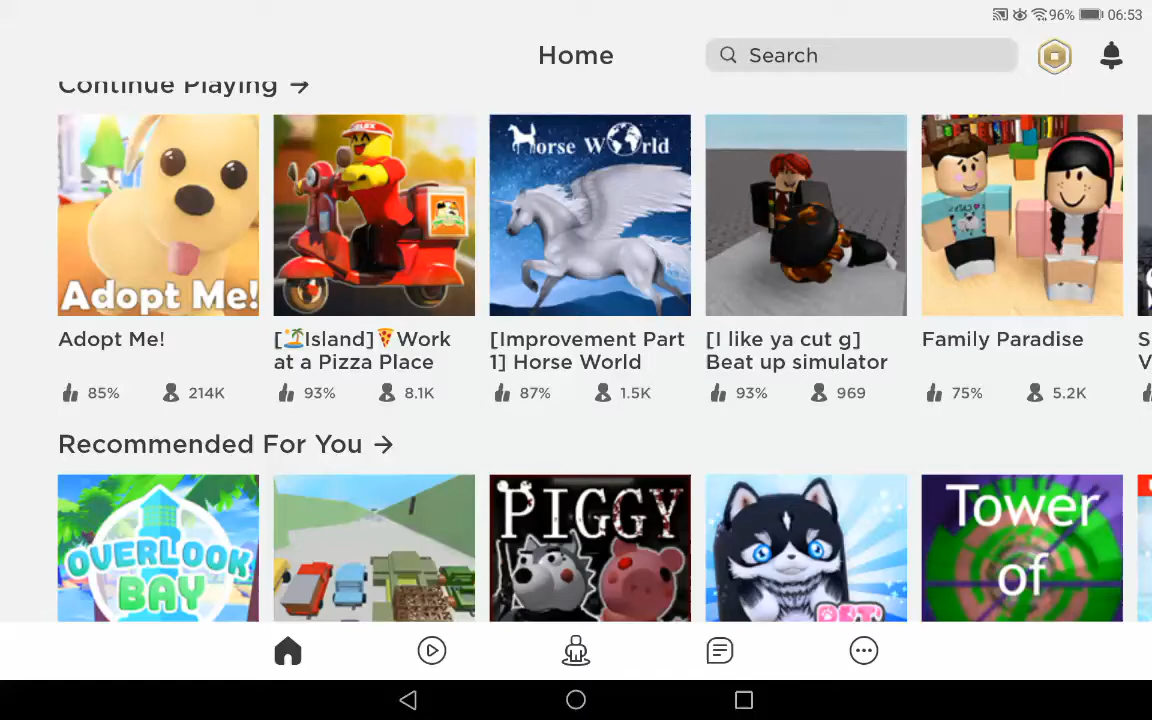 96% 06:53
Home
Search
Continue Playing →
Horse World
Adopt Me!
Adopt Me!
[🏝Island]🍕Work
at a Pizza Place
[Improvement Part
1] Horse World
[I like ya cut g]
Beat up simulator
Family Paradise
85% 214K
93% 8.1K
87% 1.5K
93% 969
75% 5.2K
Recommended For You →
OVERLOOK
BAY
PIGGY
PET
Tower
of